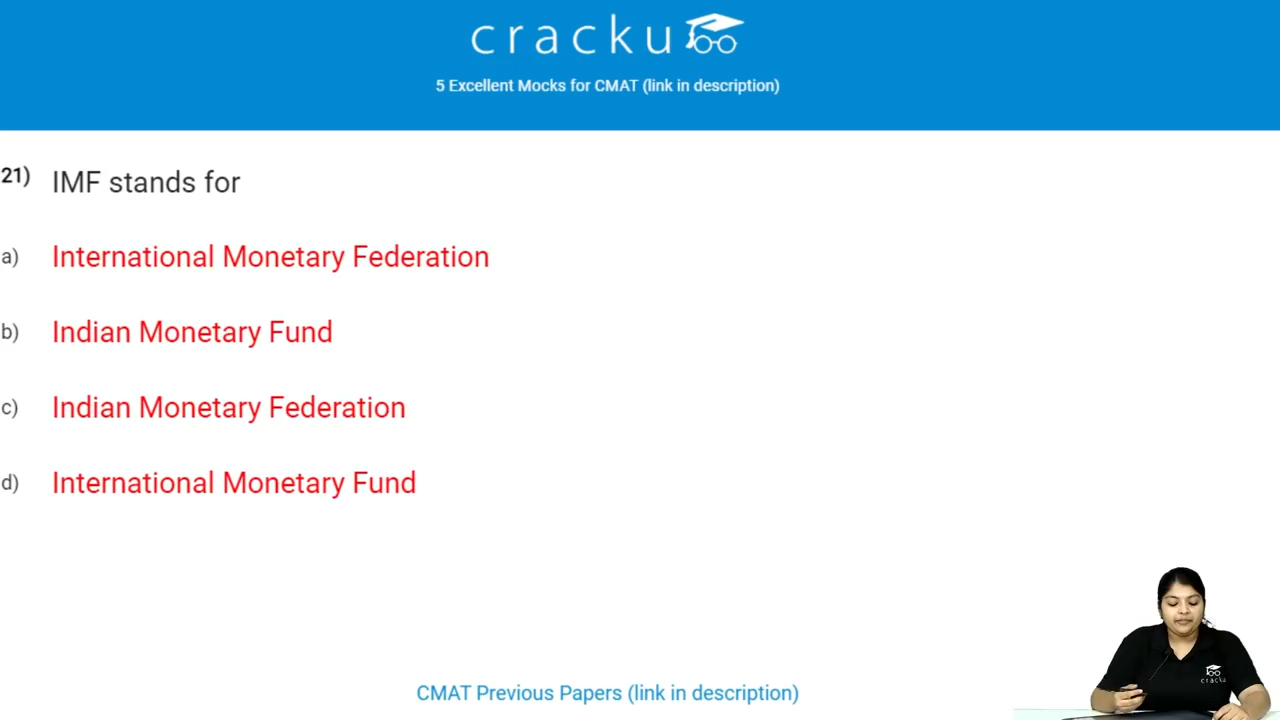 cracku
5 Excellent Mocks for CMAT (link in description)
21) IMF stands for
a) International Monetary Federation
b) Indian Monetary Fund
c) Indian Monetary Federation
d) International Monetary Fund
cracku
CMAT Previous Papers (link in description)